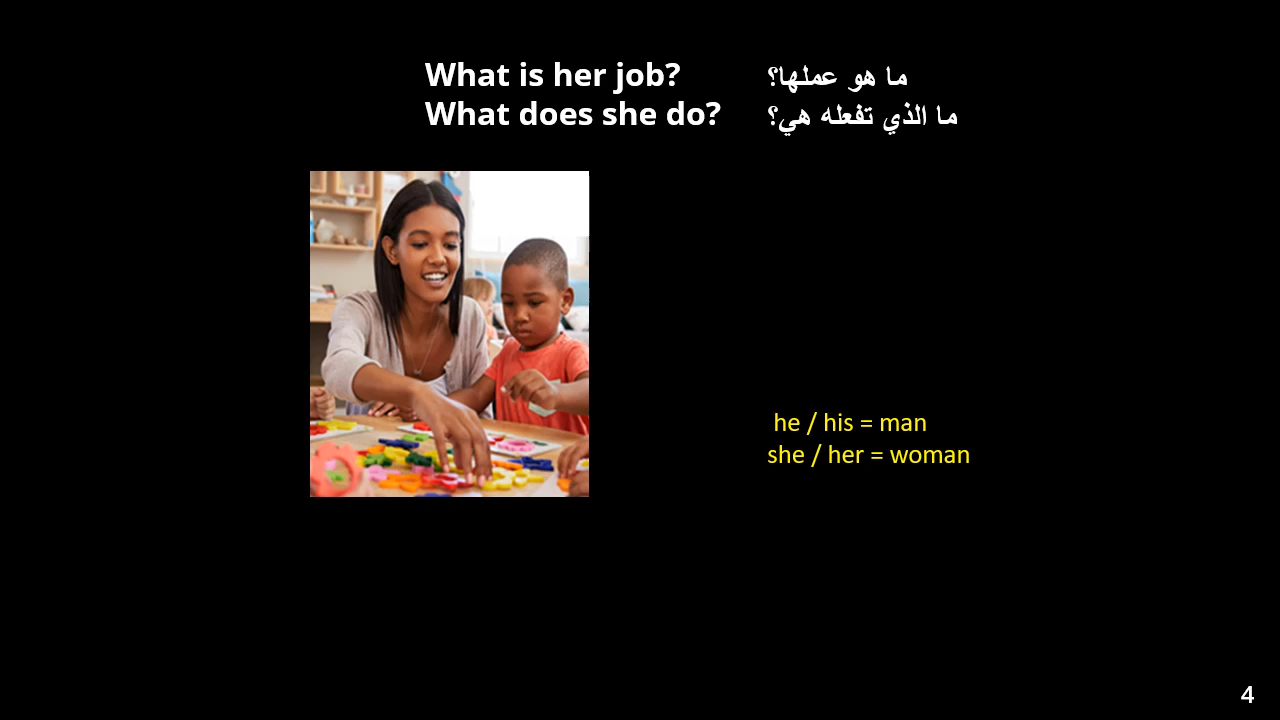 What is her job?
What does she do?
ما هو عملها؟
ما الذي تفعله هي؟
he / his = man
she / her = woman
4